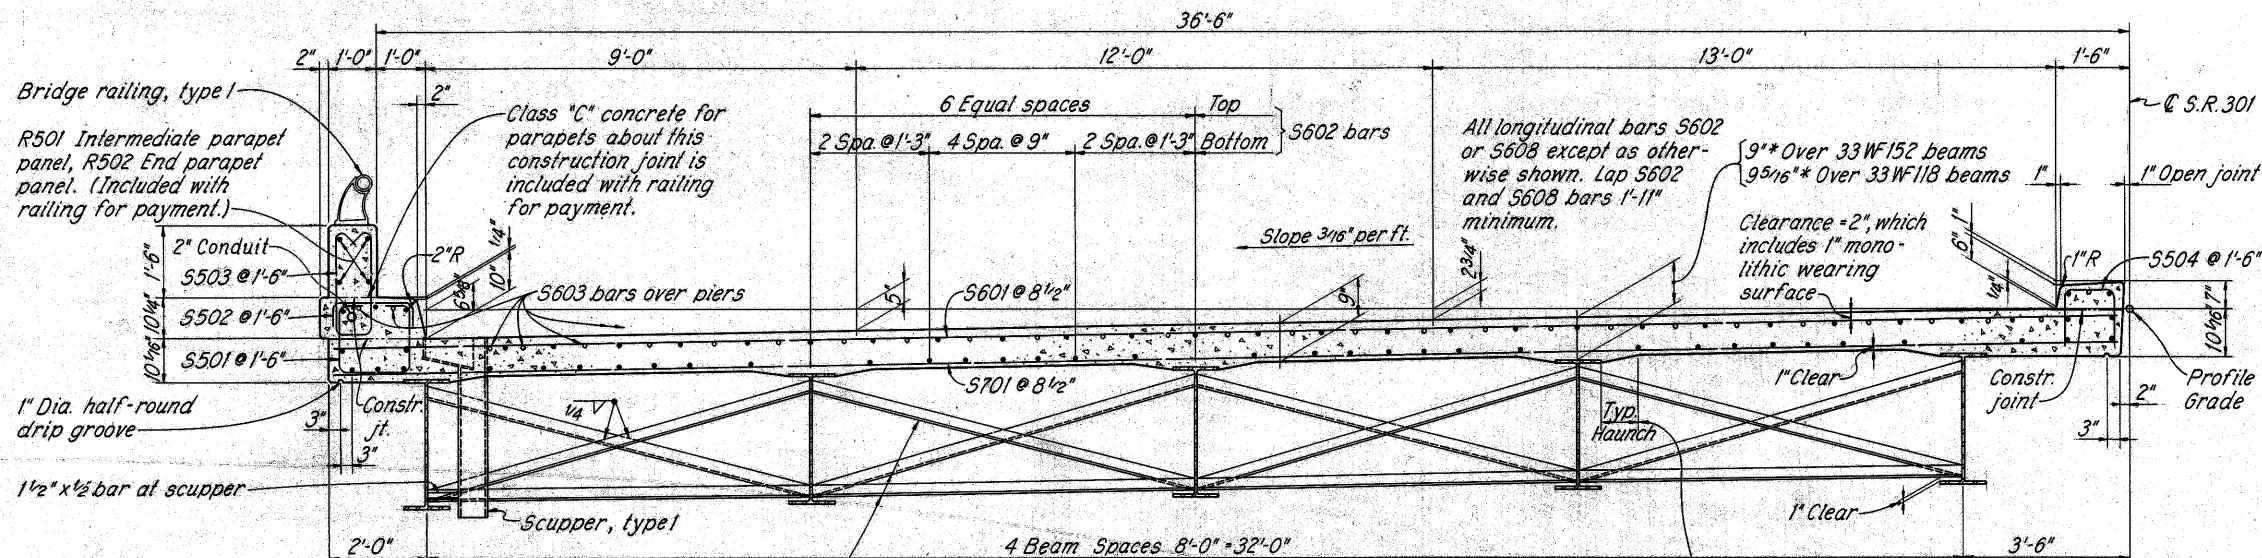 36'-6"
2" 1'-0" 1'-0" 9'-0" 12'-0" 13'-0" 1'-6"
Bridge railing, type 1
2"
Class "C" concrete for
parapets about this
construction joint is
included with railing
for payment.
6 Equal spaces Top
2 Spa.@1'-3" 4 Spa.@ 9" 2 Spa.@1'-3" Bottom
S602 bars
All longitudinal bars S602
or S608 except as other-
wise shown. Lap S602
and S608 bars 1'-11"
minimum.
9"* Over 33 WF152 beams
9 5/16"* Over 33 WF118 beams
1"
1" Open joint
℄ S.R. 301
R501 Intermediate parapet
panel, R502 End parapet
panel. (Included with
railing for payment.)
2" Conduit
S503 @ 1'-6"
S502 @ 1'-6"
S501 @ 1'-6"
1'-6"
10 1/4"
10 1/16"
2"R
1/4"
10"
6 5/8"
S603 bars over piers
5"
S601 @ 8 1/2"
Slope 3/16" per ft.
9"
2 3/4"
Clearance = 2", which
includes 1" mono-
lithic wearing
surface
1"
6"
1/4"
1"R
S504 @ 1'-6"
7"
10 1/16"
S701 @ 8 1/2"
1" Clear
Constr.
joint
Profile
Grade
2"
3"
1" Dia. half-round
drip groove
3"
Constr.
jt.
3"
1/4
Typ.
Haunch
1 1/2" x 1/2 bar at scupper
Scupper, type 1
1" Clear
2'-0" 4 Beam Spaces 8'-0" = 32'-0" 3'-6"